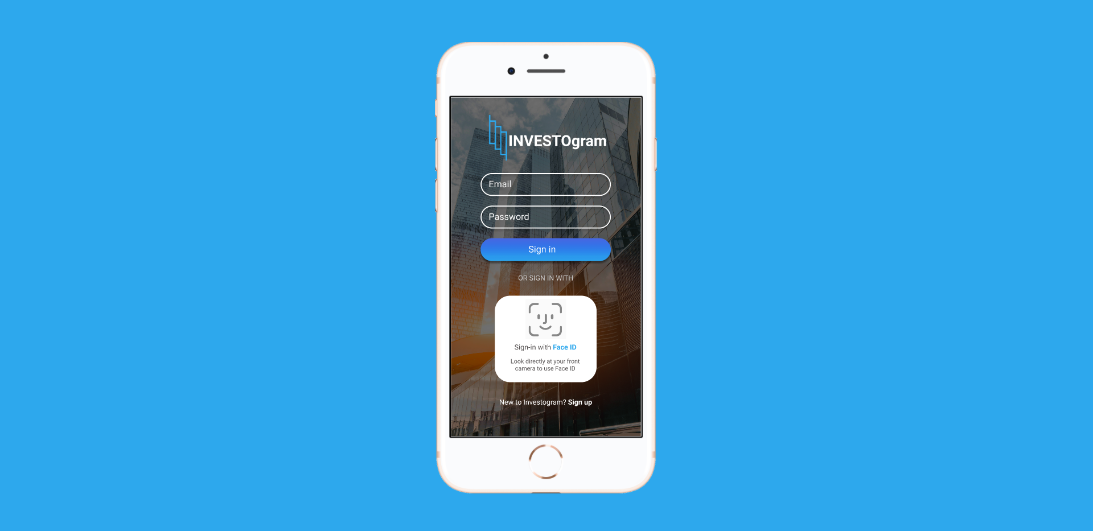 INVESTOgram
Email
Password
Sign in
OR SIGN IN WITH
Sign-In with Face ID
Look directly at your front
camera to use Face ID
New to Investogram? Sign up